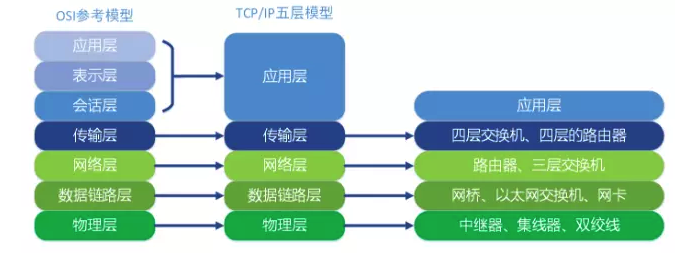 OSI参考模型
TCP/IP五层模型
应用层
表示层
会话层
应用层
应用层
传输层
传输层
四层交换机、四层的路由器
网络层
网络层
路由器、三层交换机
数据链路层
数据链路层
网桥、以太网交换机、网卡
物理层
物理层
中继器、集线器、双绞线